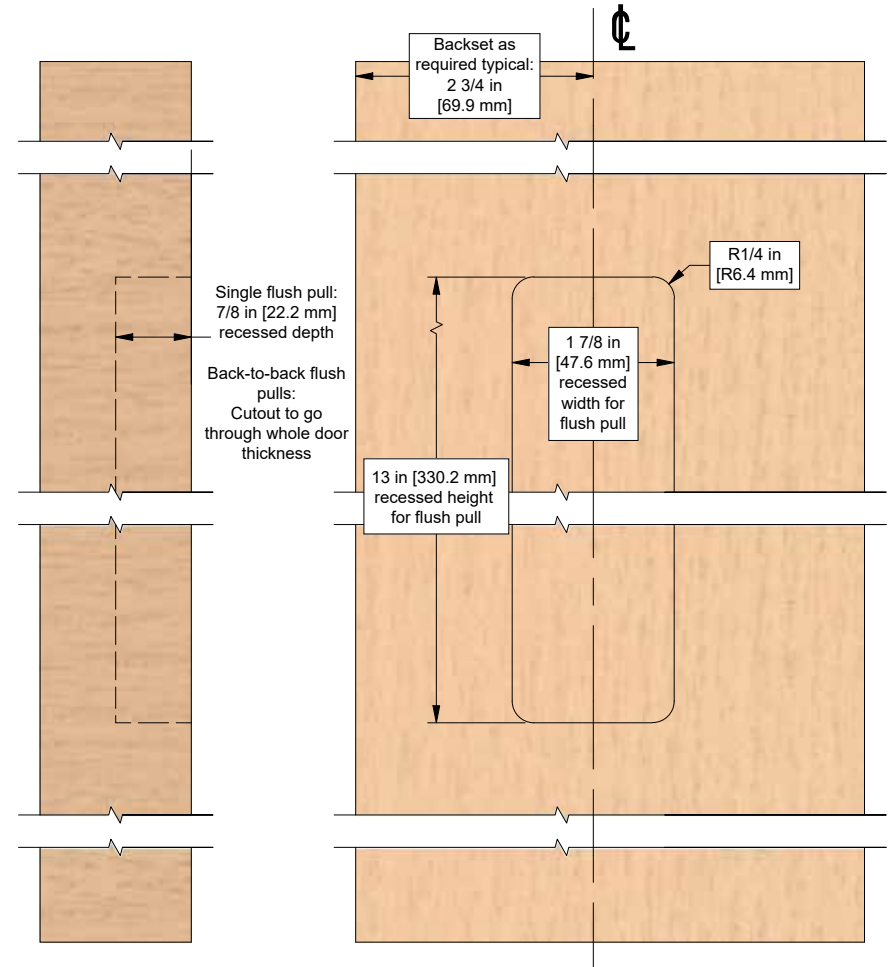 ℄
Backset as
required typical:
2 3/4 in
[69.9 mm]
R1/4 in
[R6.4 mm]
Single flush pull:
7/8 in [22.2 mm]
recessed depth
Back-to-back flush
pulls:
Cutout to go
through whole door
thickness
1 7/8 in
[47.6 mm]
recessed
width for
flush pull
13 in [330.2 mm]
recessed height
for flush pull